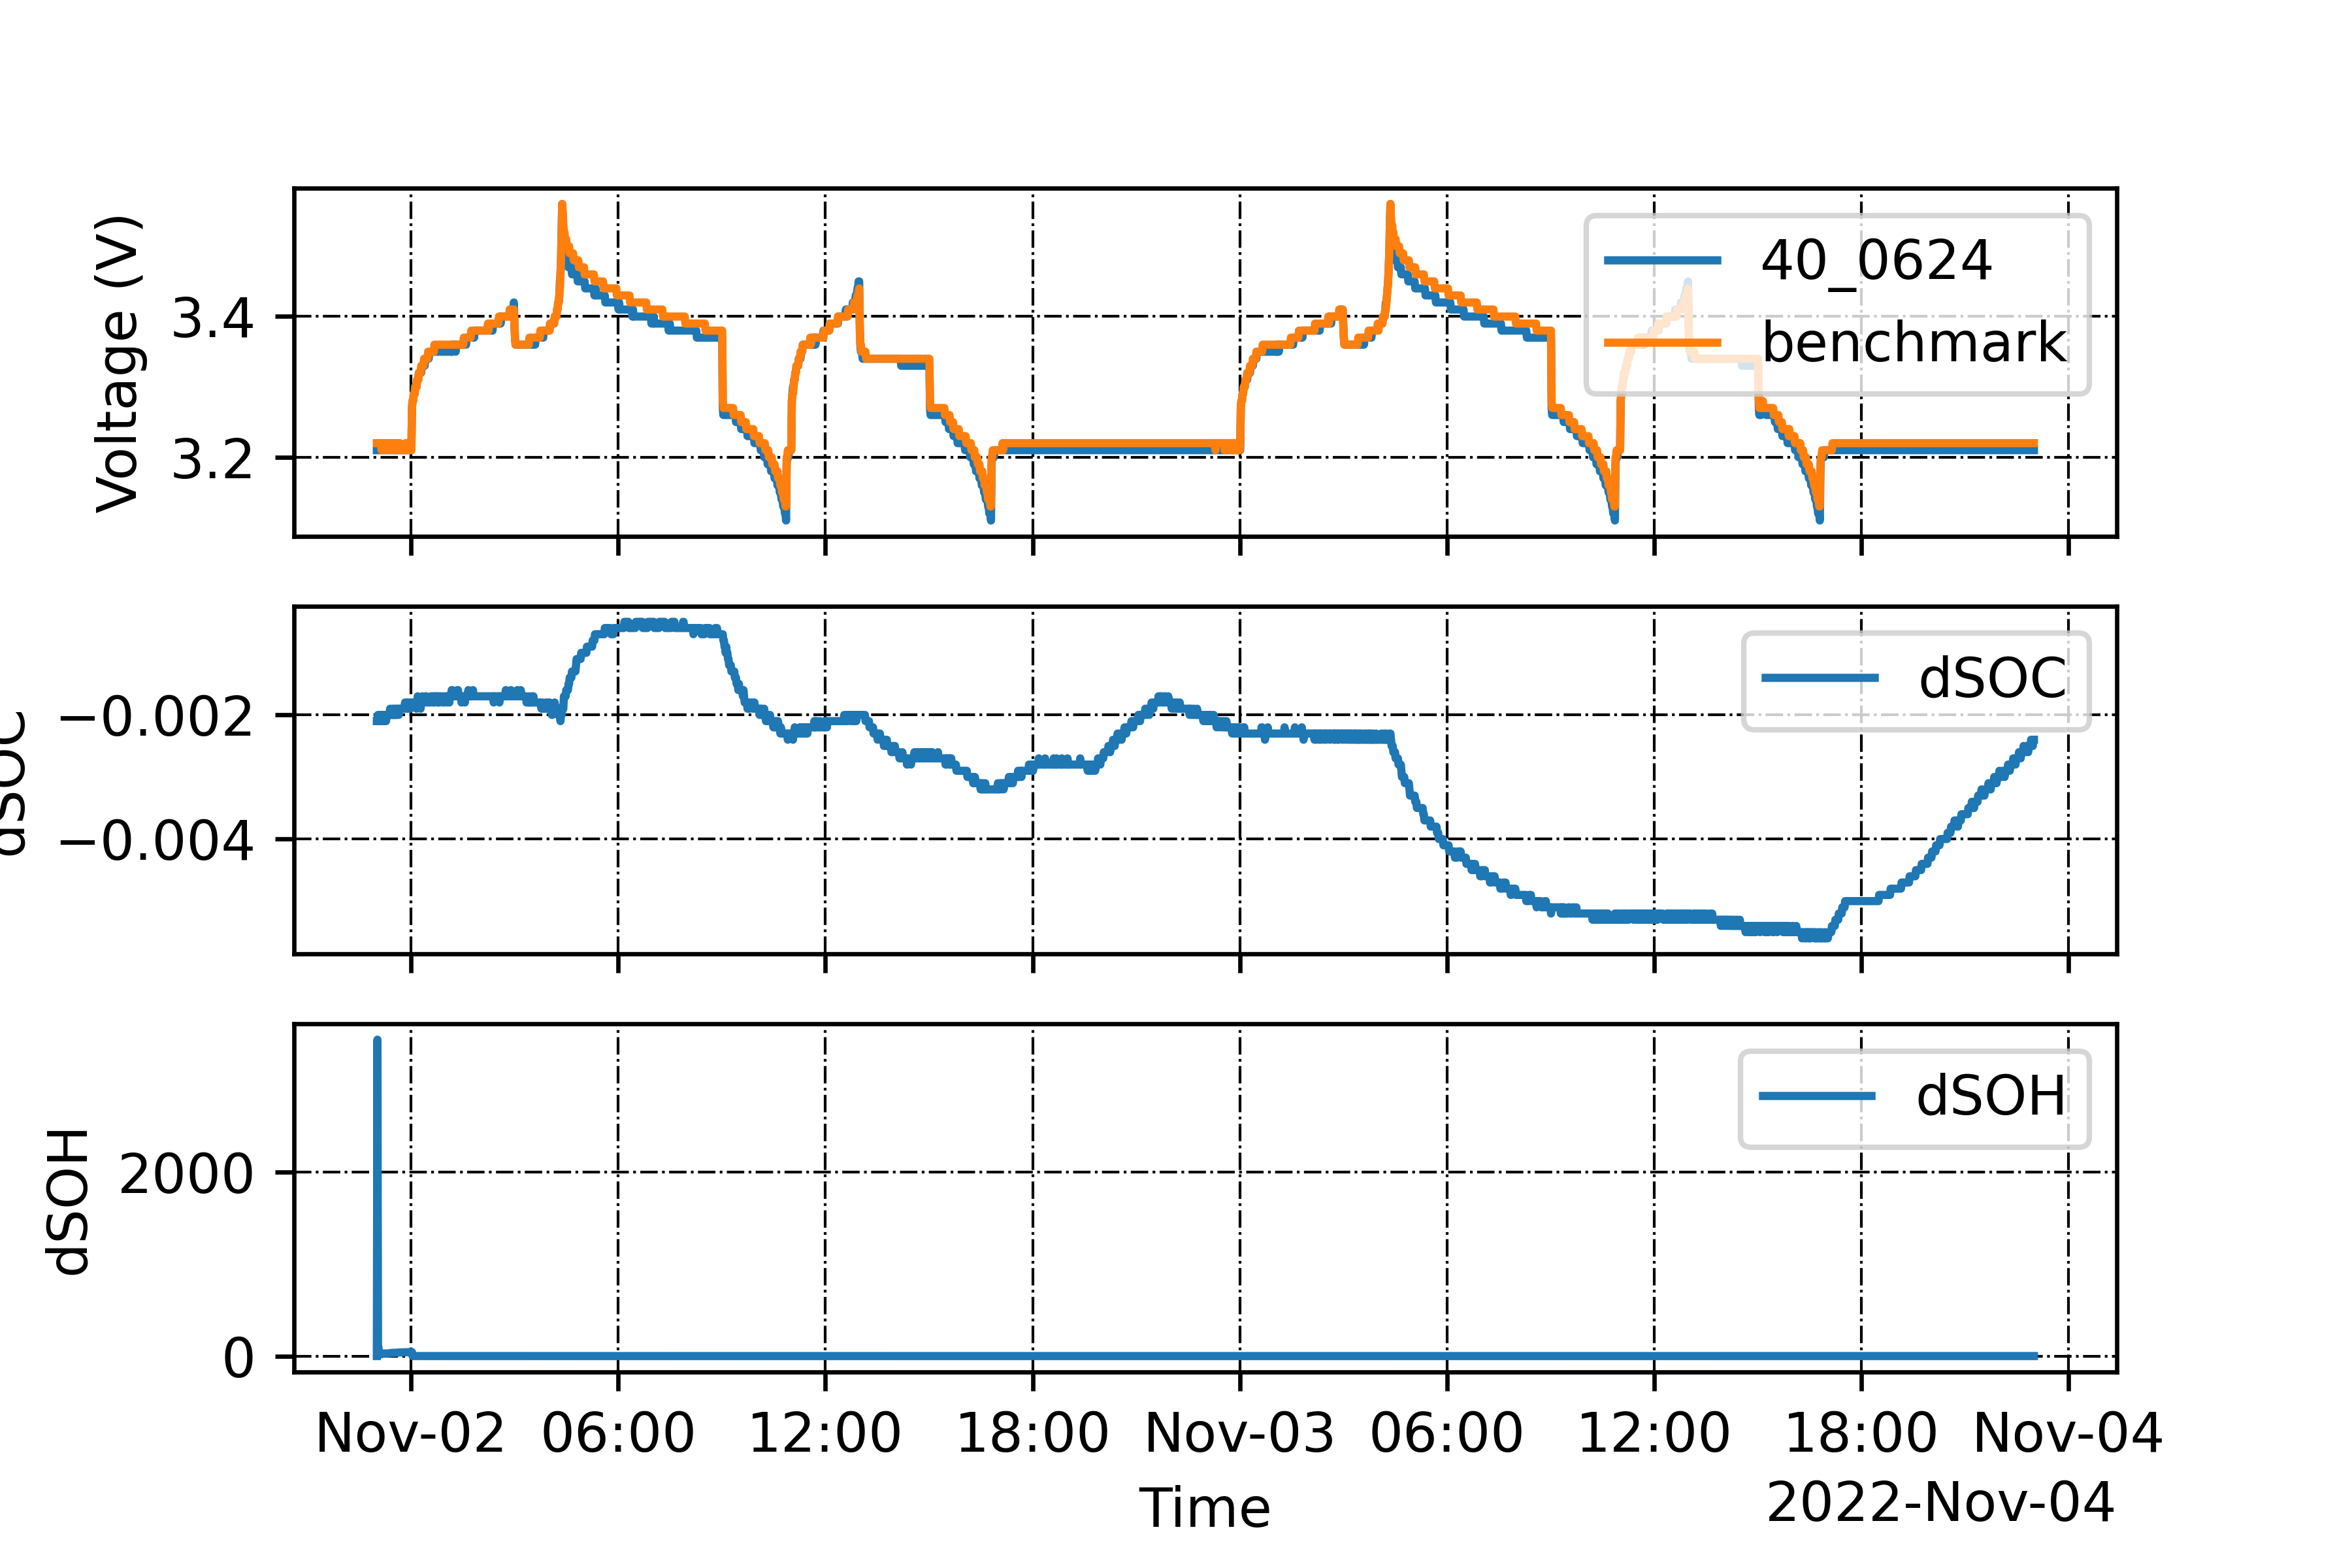 Voltage (V)
3.4
3.2
40_0624
benchmark
dSOC
−0.002
−0.004
dSOC
dSOH
2000
0
dSOH
Nov-02 06:00 12:00 18:00 Nov-03 06:00 12:00 18:00 Nov-04
Time
2022-Nov-04